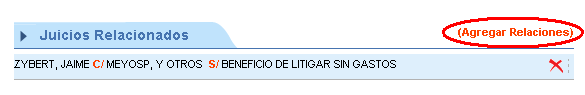 Juicios Relacionados
(Agregar Relaciones)
ZYBERT, JAIME C/ MEYOSP, Y OTROS S/ BENEFICIO DE LITIGAR SIN GASTOS